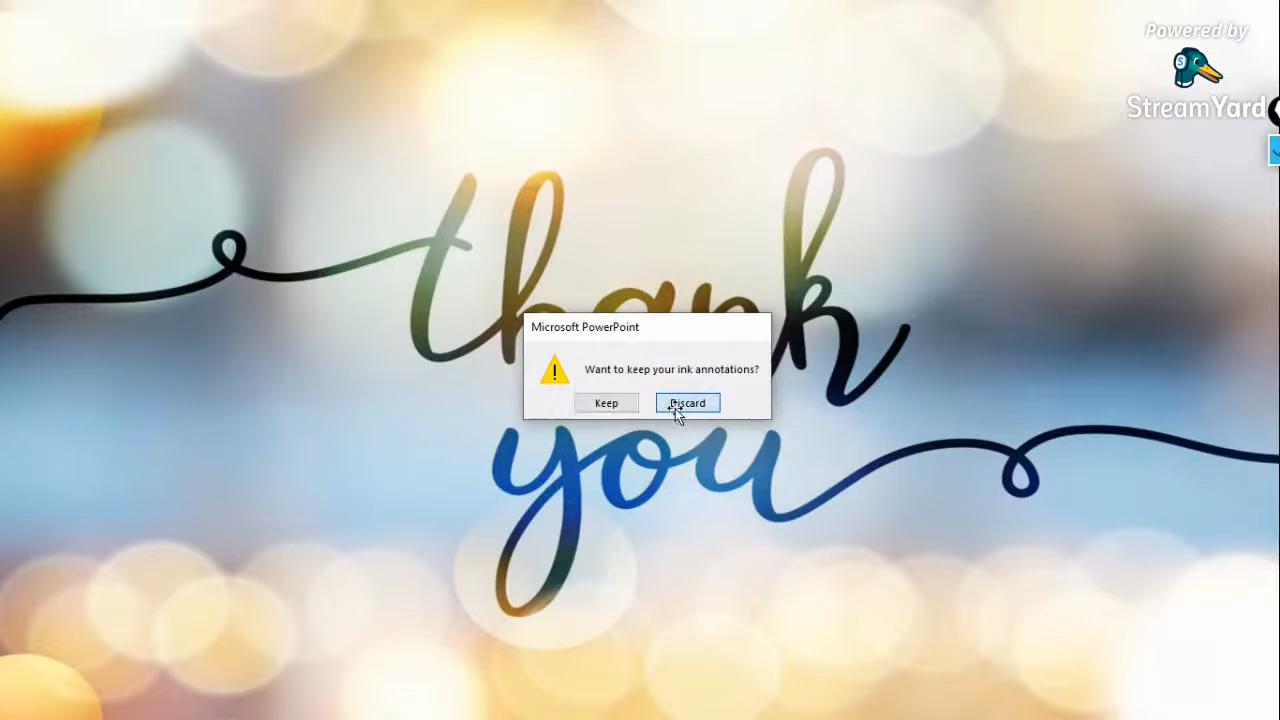 Powered by
StreamYard
thank
Microsoft PowerPoint
Want to keep your ink annotations?
Keep Discard
you